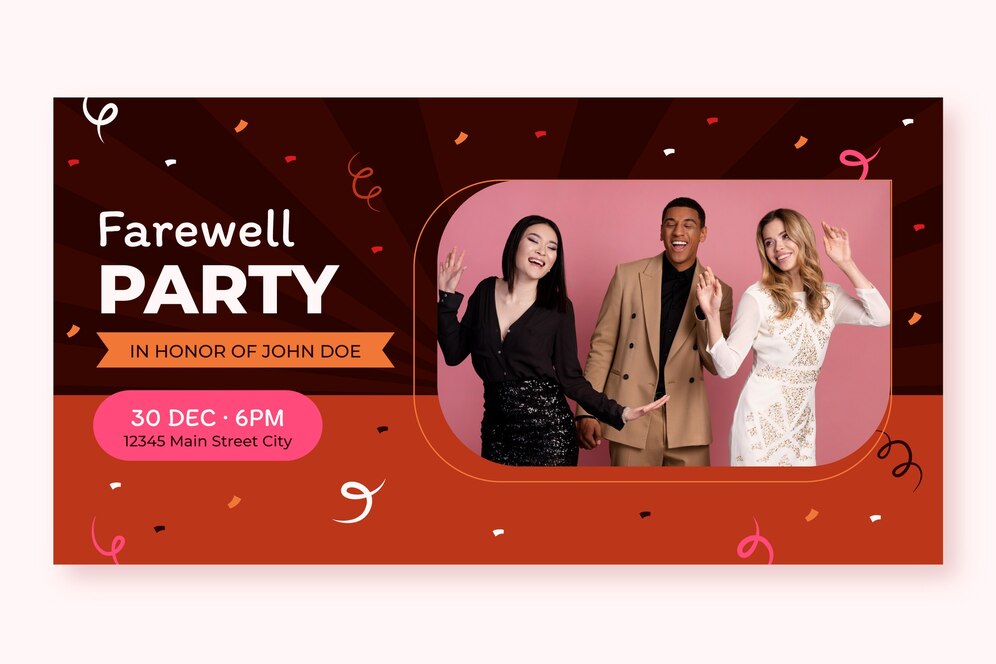 Farewell
PARTY
IN HONOR OF JOHN DOE
30 DEC · 6PM
12345 Main Street City